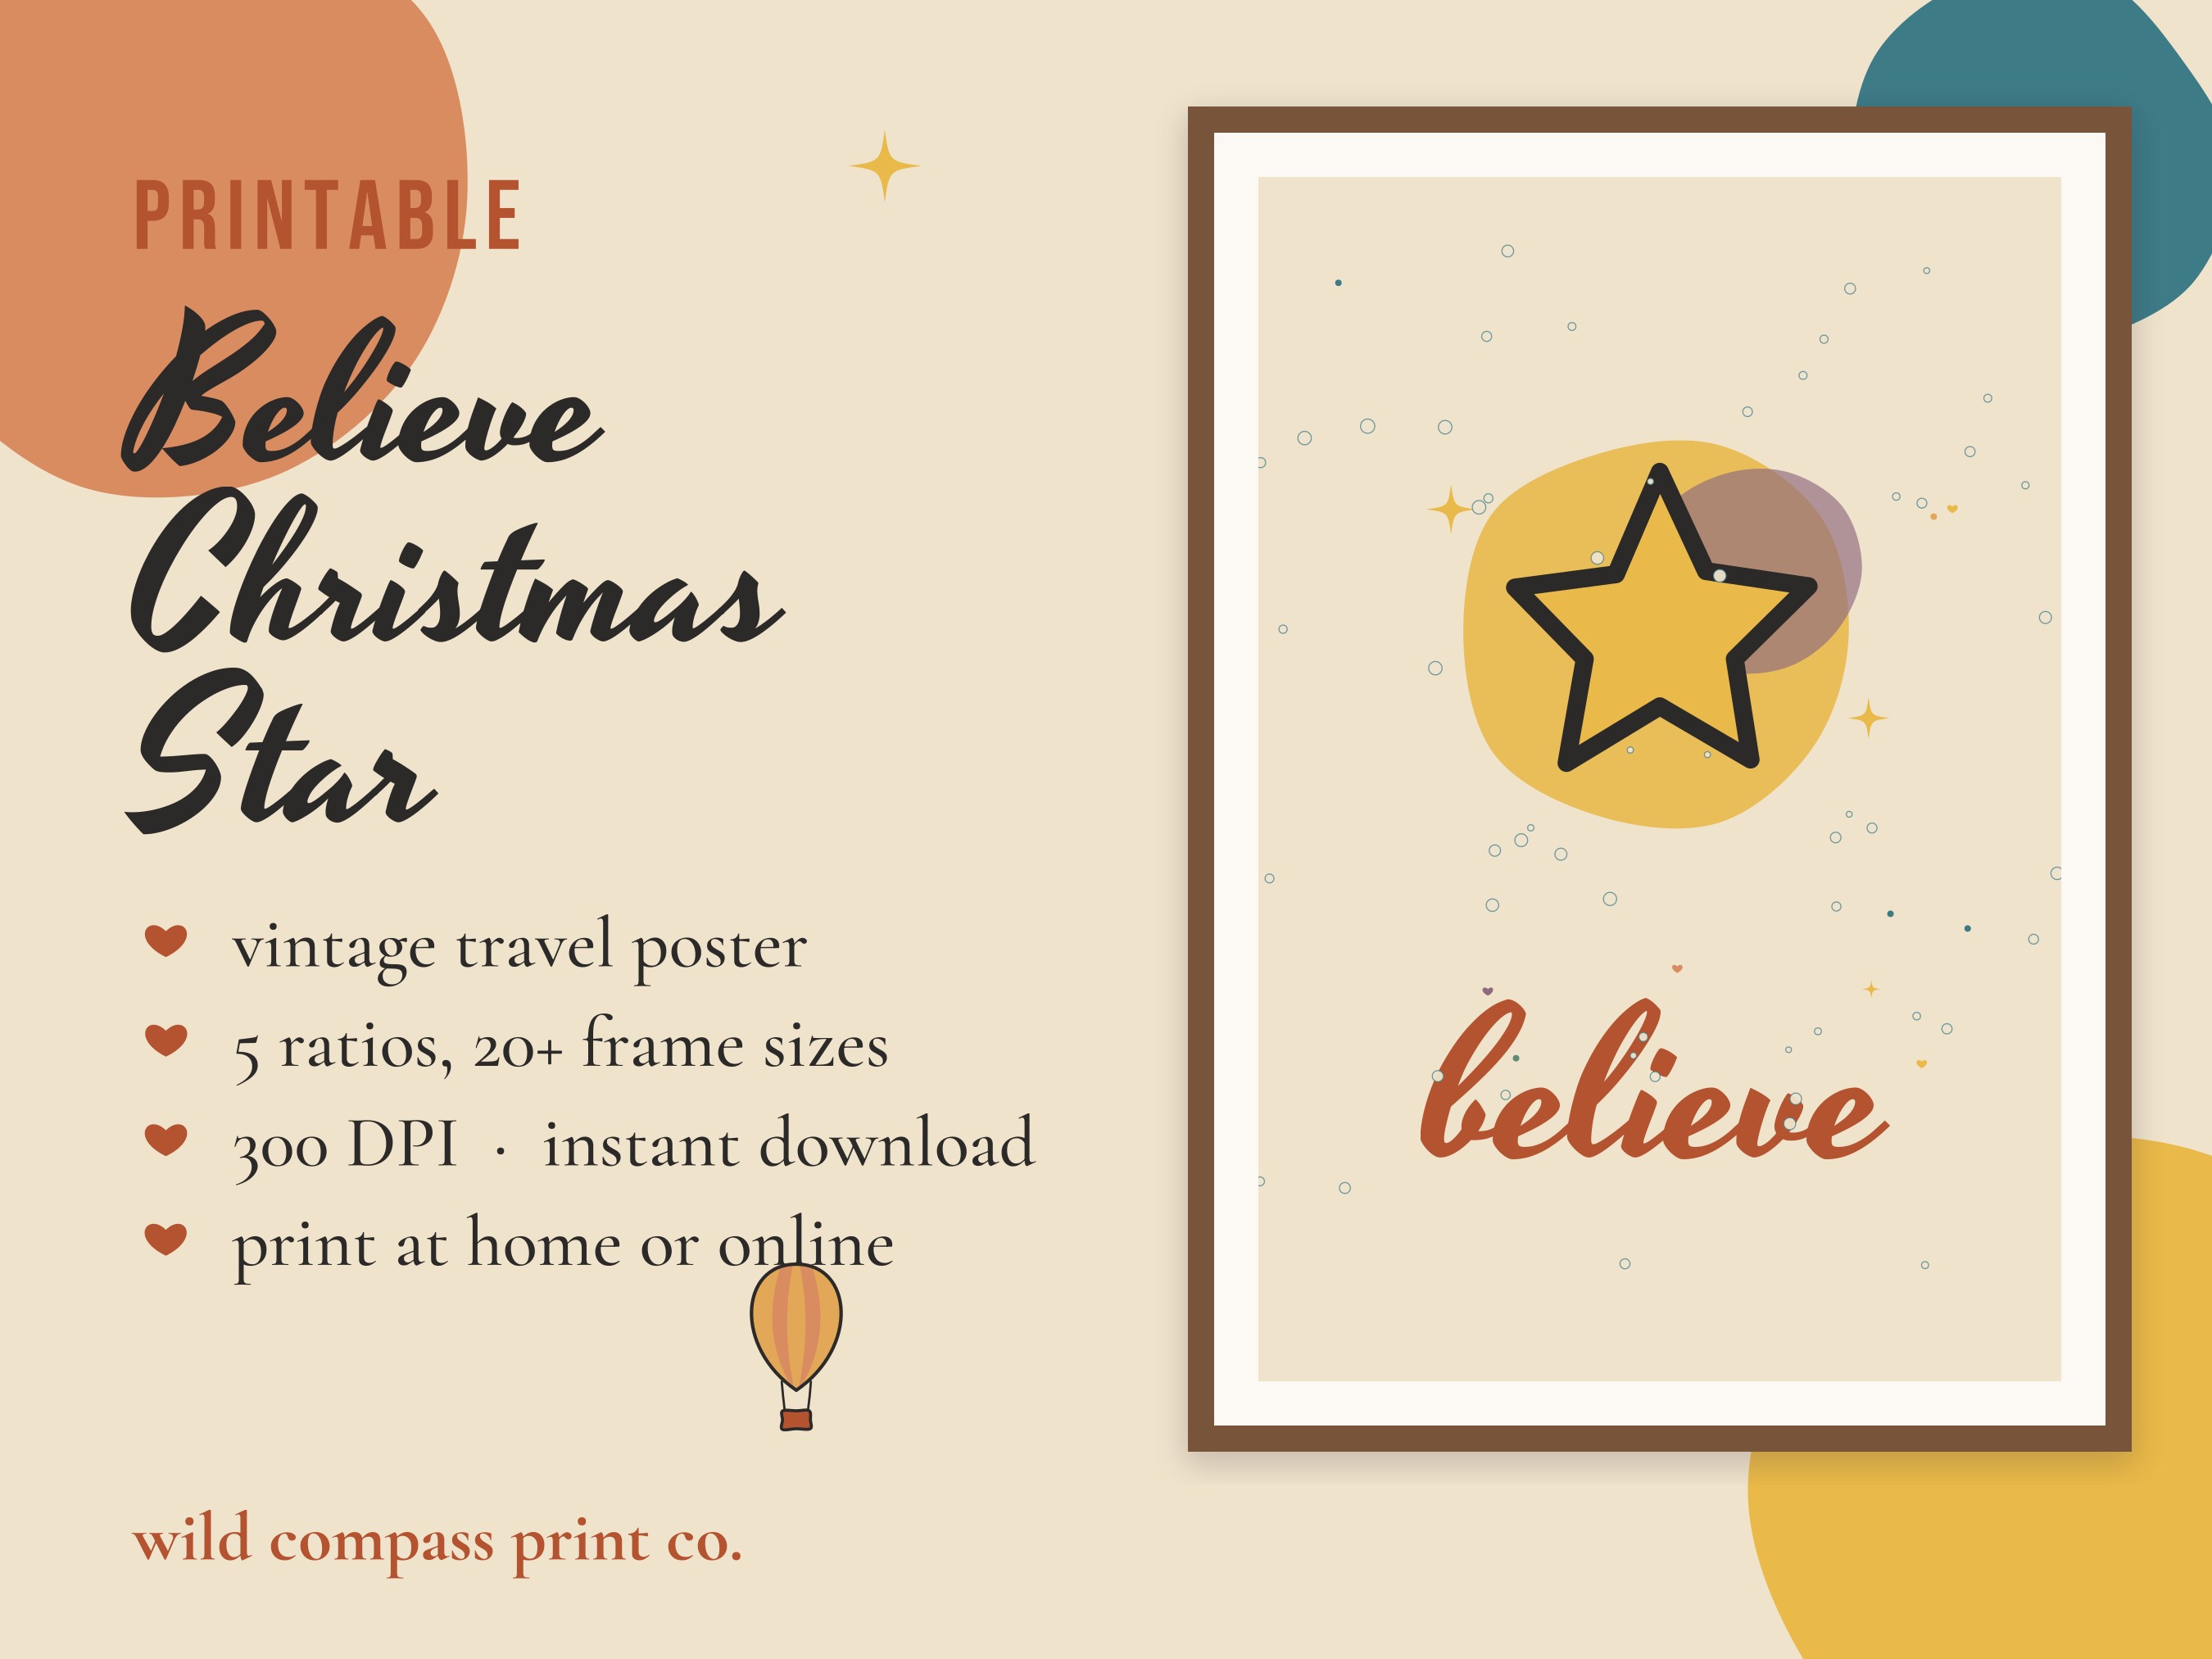 PRINTABLE
Believe
Christmas
Star
vintage travel poster
5 ratios, 20+ frame sizes
300 DPI · instant download
print at home or online
wild compass print co.
believe